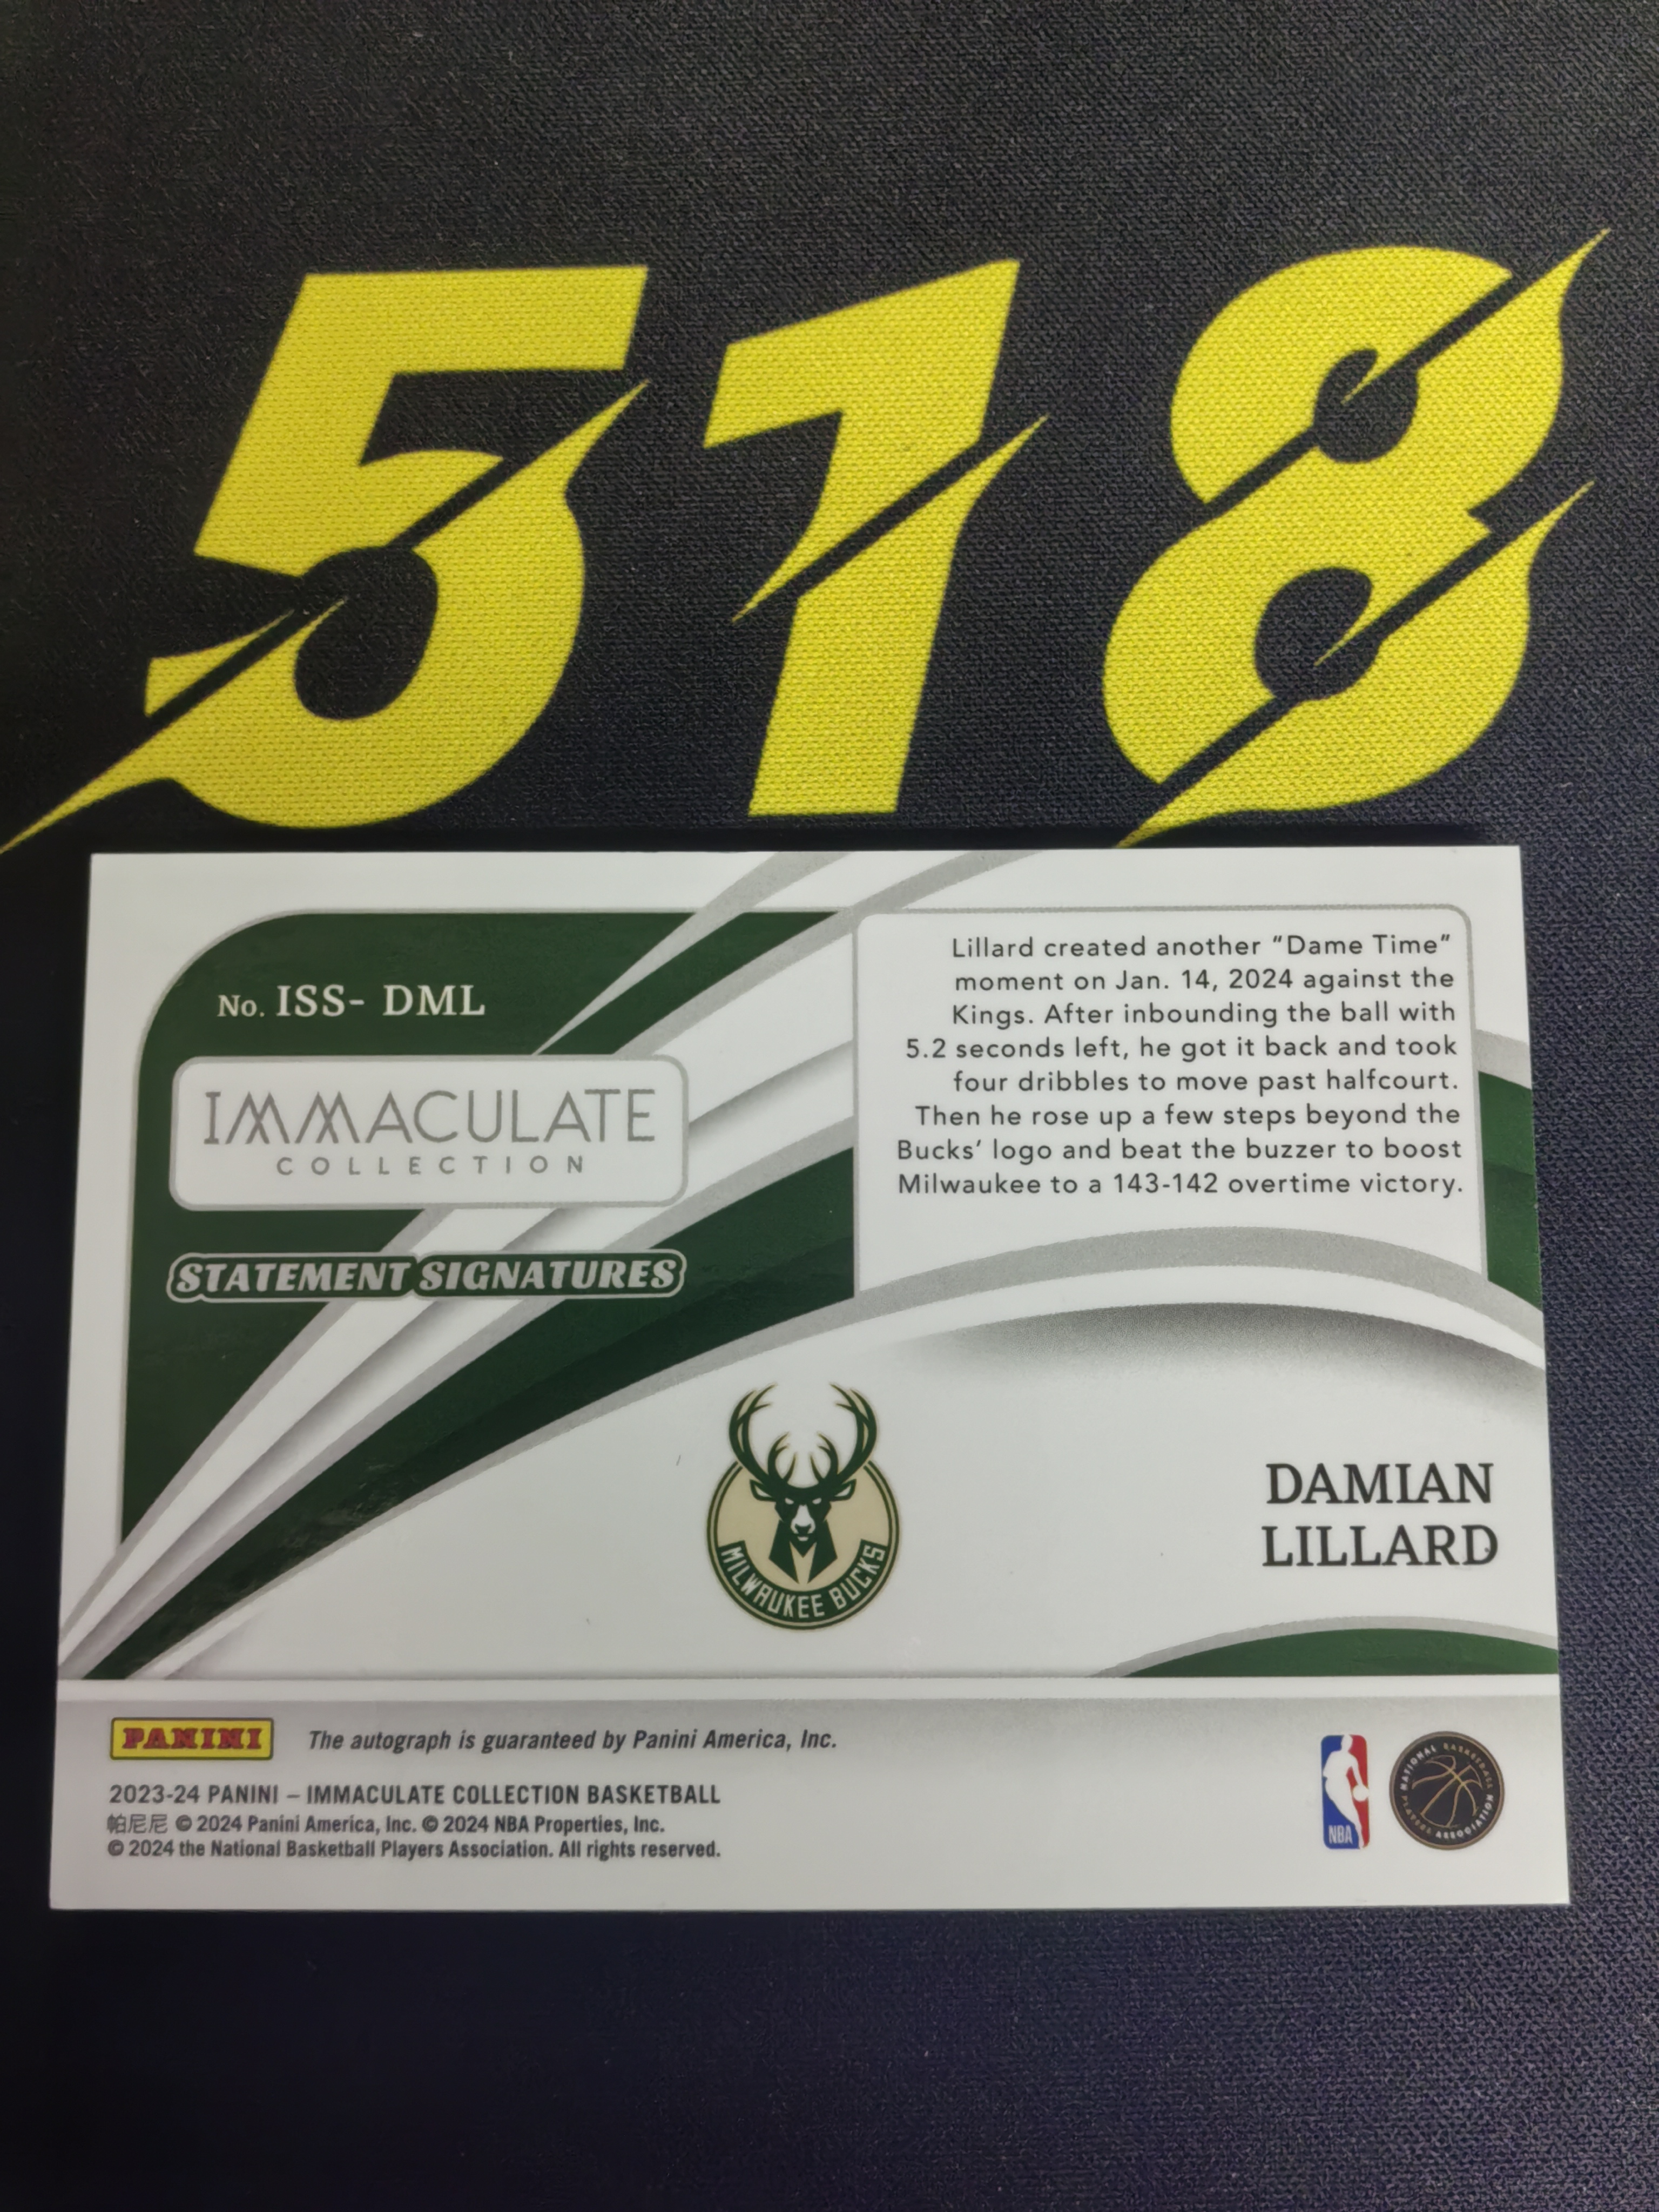 518
No. ISS- DML
IMMACULATE
COLLECTION
STATEMENT SIGNATURES
Lillard created another “Dame Time”
moment on Jan. 14, 2024 against the
Kings. After inbounding the ball with
5.2 seconds left, he got it back and took
four dribbles to move past halfcourt.
Then he rose up a few steps beyond the
Bucks’ logo and beat the buzzer to boost
Milwaukee to a 143-142 overtime victory.
MILWAUKEE BUCKS
DAMIAN
LILLARD
PANINI
The autograph is guaranteed by Panini America, Inc.
2023-24 PANINI – IMMACULATE COLLECTION BASKETBALL
帕尼尼 © 2024 Panini America, Inc. © 2024 NBA Properties, Inc.
© 2024 the National Basketball Players Association. All rights reserved.
NBA
NATIONAL BASKETBALL
PLAYERS ASSOCIATION